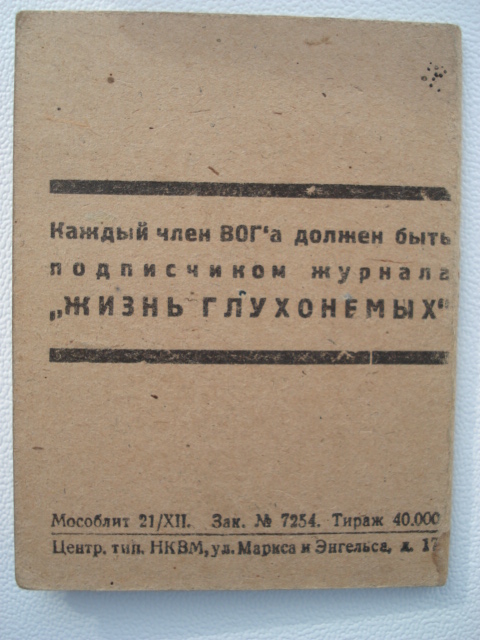 Каждый член ВОГ'а должен быть
подписчиком журнала
„ЖИЗНЬ ГЛУХОНЕМЫХ“
Мособлит 21/XII. Зак. № 7254. Тираж 40.000
Центр. тип. НКВМ, ул. Маркса и Энгельса, д. 17